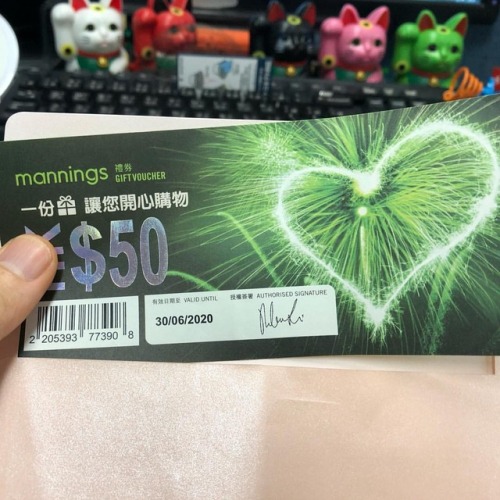 mannings 禮券 GIFT VOUCHER
一份 讓您開心購物
$50
有效日期至 VALID UNTIL
30/06/2020
授權簽署 AUTHORISED SIGNATURE
2 205393 77390 8